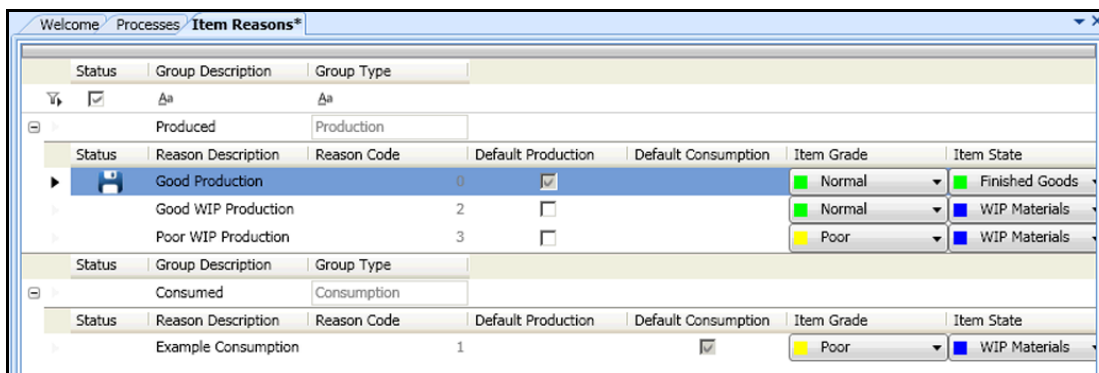 Welcome Processes Item Reasons*
Status Group Description Group Type
Aa Aa
Produced Production
Status Reason Description Reason Code Default Production Default Consumption Item Grade Item State
Good Production 0 Normal Finished Goods
Good WIP Production 2 Normal WIP Materials
Poor WIP Production 3 Poor WIP Materials
Status Group Description Group Type
Consumed Consumption
Status Reason Description Reason Code Default Production Default Consumption Item Grade Item State
Example Consumption 1 Poor WIP Materials